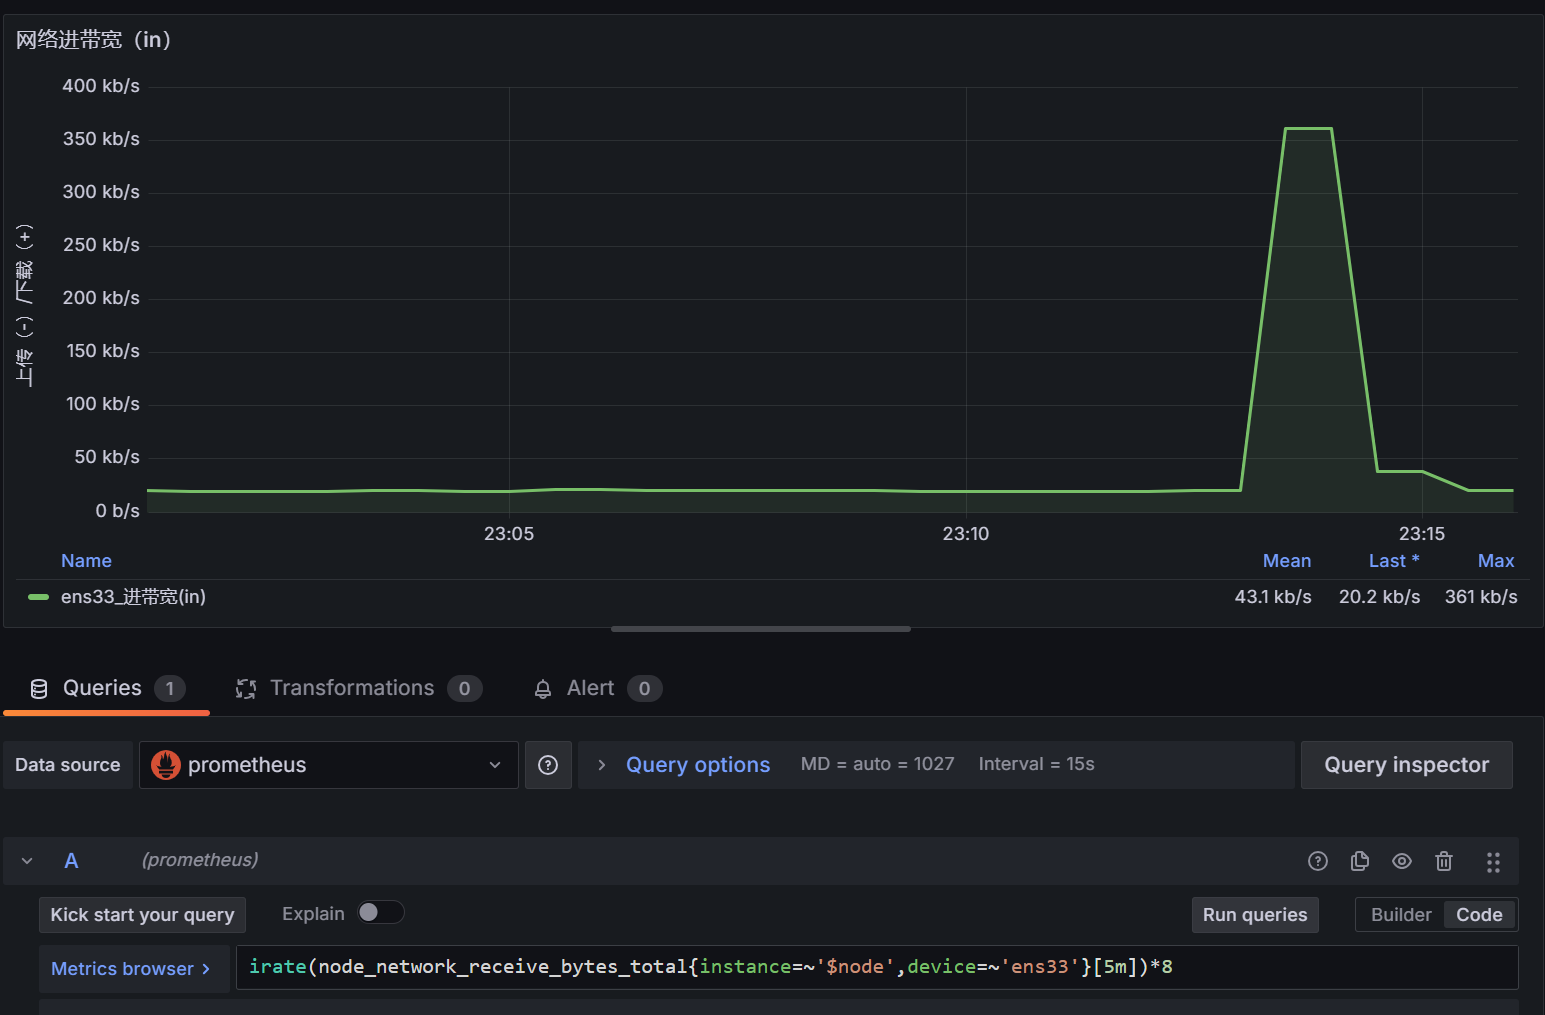 网络进带宽（in）
400 kb/s
350 kb/s
300 kb/s
250 kb/s
200 kb/s
150 kb/s
100 kb/s
50 kb/s
0 b/s
上传（-）/下载（+）
23:05 23:10 23:15
Name Mean Last * Max
ens33_进带宽(in) 43.1 kb/s 20.2 kb/s 361 kb/s
Queries 1 Transformations 0 Alert 0
Data source prometheus Query options MD = auto = 1027 Interval = 15s Query inspector
A (prometheus)
Kick start your query Explain Run queries Builder Code
Metrics browser > irate(node_network_receive_bytes_total{instance=~'$node',device=~'ens33'}[5m])*8